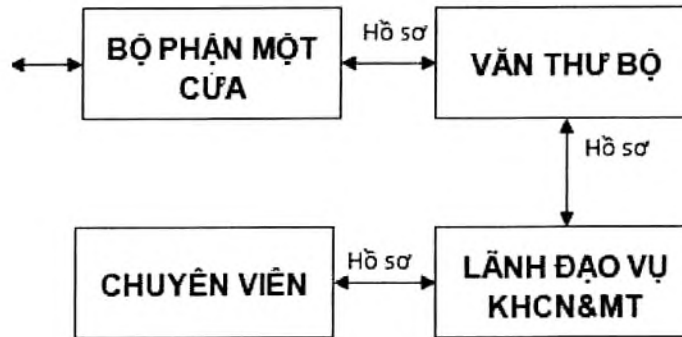 BỘ PHẬN MỘT
CỬA
Hồ sơ
VĂN THƯ BỘ
Hồ sơ
CHUYÊN VIÊN
Hồ sơ
LÃNH ĐẠO VỤ
KHCN&MT